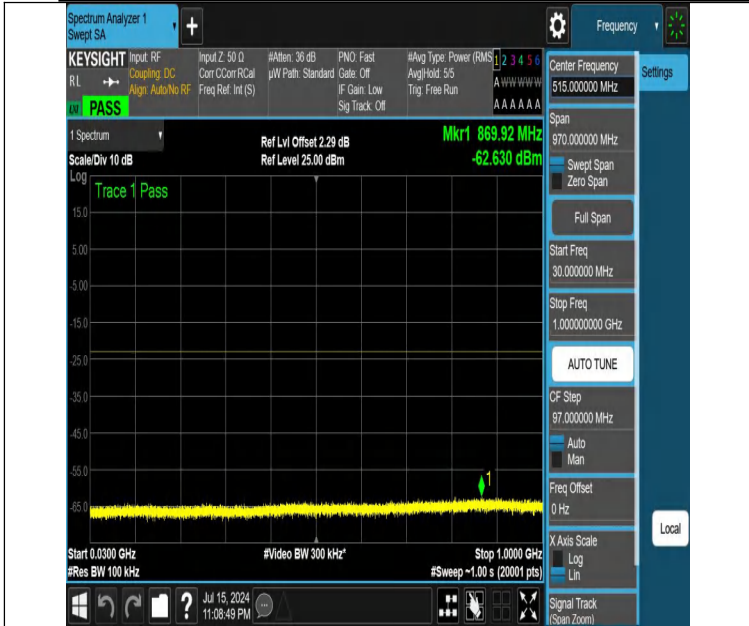 Spectrum Analyzer 1
Swept SA
Frequency
KEYSIGHT
RL
LXI
PASS
Input: RF
Coupling: DC
Align: Auto/No RF
Input Z: 50 Ω
Corr CCorr RCal
Freq Ref: Int (S)
#Atten: 36 dB
µW Path: Standard
PNO: Fast
Gate: Off
IF Gain: Low
Sig Track: Off
#Avg Type: Power (RMS
Avg|Hold: 5/5
Trig: Free Run
1 2 3 4 5 6
A W W W W W
A A A A A A
1 Spectrum
Scale/Div 10 dB
Ref Lvl Offset 2.29 dB
Ref Level 25.00 dBm
Mkr1 869.92 MHz
-62.630 dBm
Log
Trace 1 Pass
15.0
5.00
-5.00
-15.0
-25.0
-35.0
-45.0
-55.0
-65.0
1
Start 0.0300 GHz
#Res BW 100 kHz
#Video BW 300 kHz*
Stop 1.0000 GHz
#Sweep ~1.00 s (20001 pts)
Jul 15, 2024
11:08:49 PM
Center Frequency
515.000000 MHz
Settings
Span
970.000000 MHz
Swept Span
Zero Span
Full Span
Start Freq
30.000000 MHz
Stop Freq
1.000000000 GHz
AUTO TUNE
CF Step
97.000000 MHz
Auto
Man
Freq Offset
0 Hz
X Axis Scale
Log
Lin
Local
Signal Track
(Span Zoom)